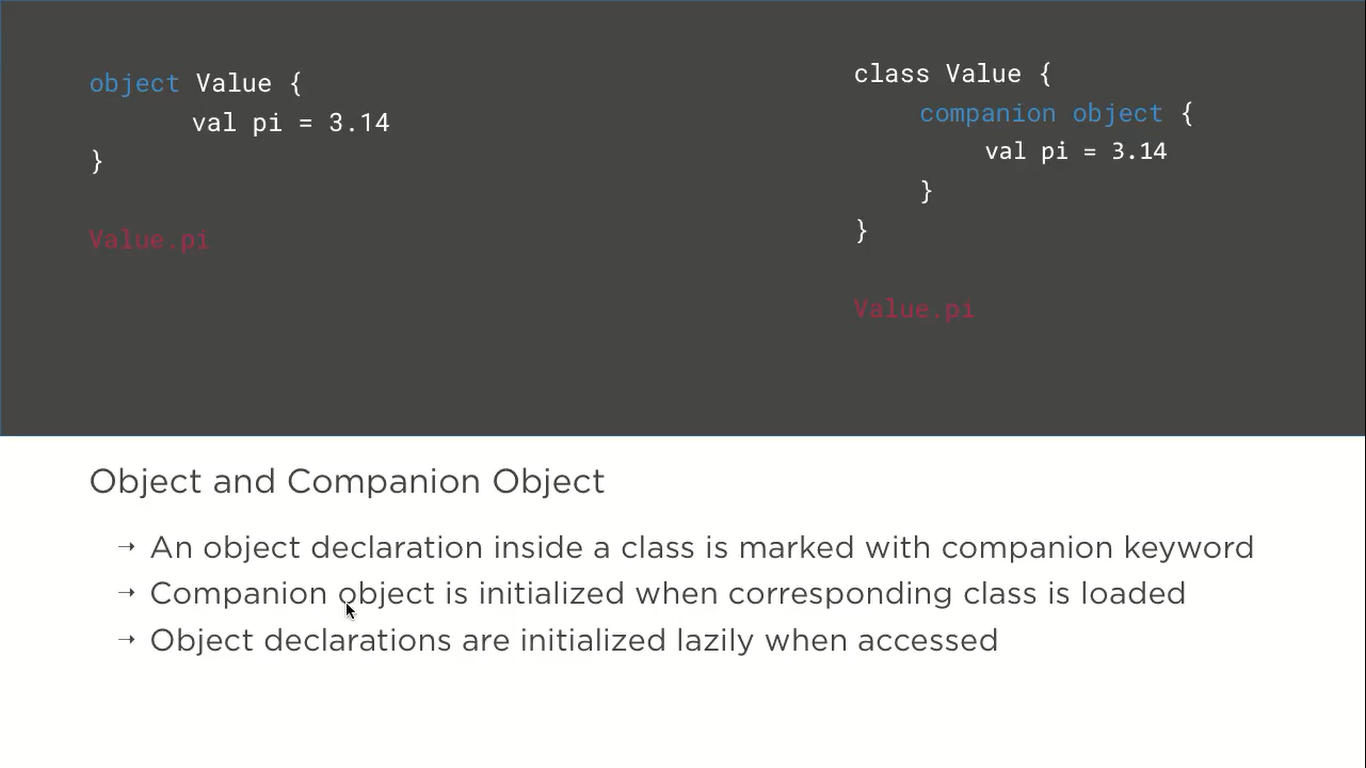 object Value {
val pi = 3.14
}
Value.pi
class Value {
companion object {
val pi = 3.14
}
}
Value.pi
Object and Companion Object
→ An object declaration inside a class is marked with companion keyword
→ Companion object is initialized when corresponding class is loaded
→ Object declarations are initialized lazily when accessed